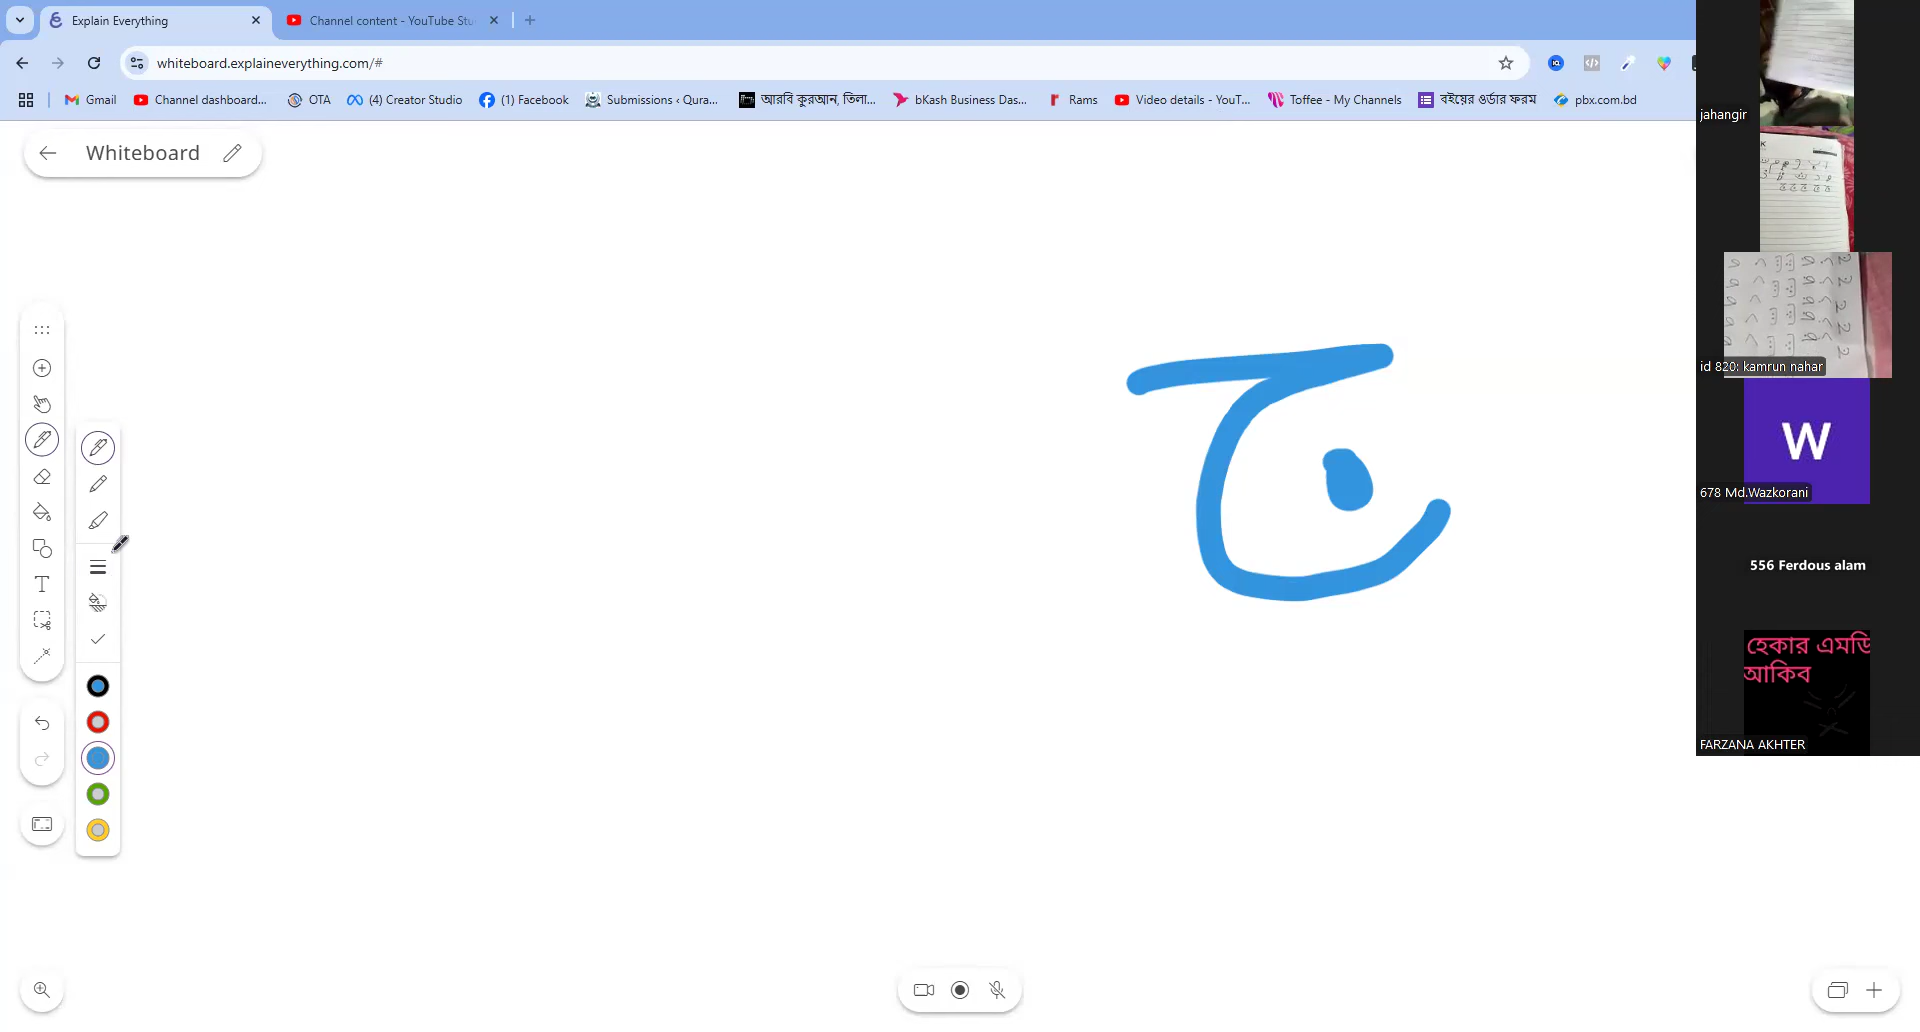 Explain Everything
Channel content - YouTube Stu
whiteboard.explaineverything.com/#
Gmail
Channel dashboard...
OTA
(4) Creator Studio
(1) Facebook
Submissions ‹ Qura...
আরবি কুরআন, তিলা...
bKash Business Das...
Rams
Video details - YouT...
Toffee - My Channels
বইয়ের ওর্ডার ফরম
pbx.com.bd
Whiteboard
ج
T
jahangir
id 820: kamrun nahar
W
678 Md.Wazkorani
556 Ferdous alam
হেকার এমডি
আকিব
FARZANA AKHTER